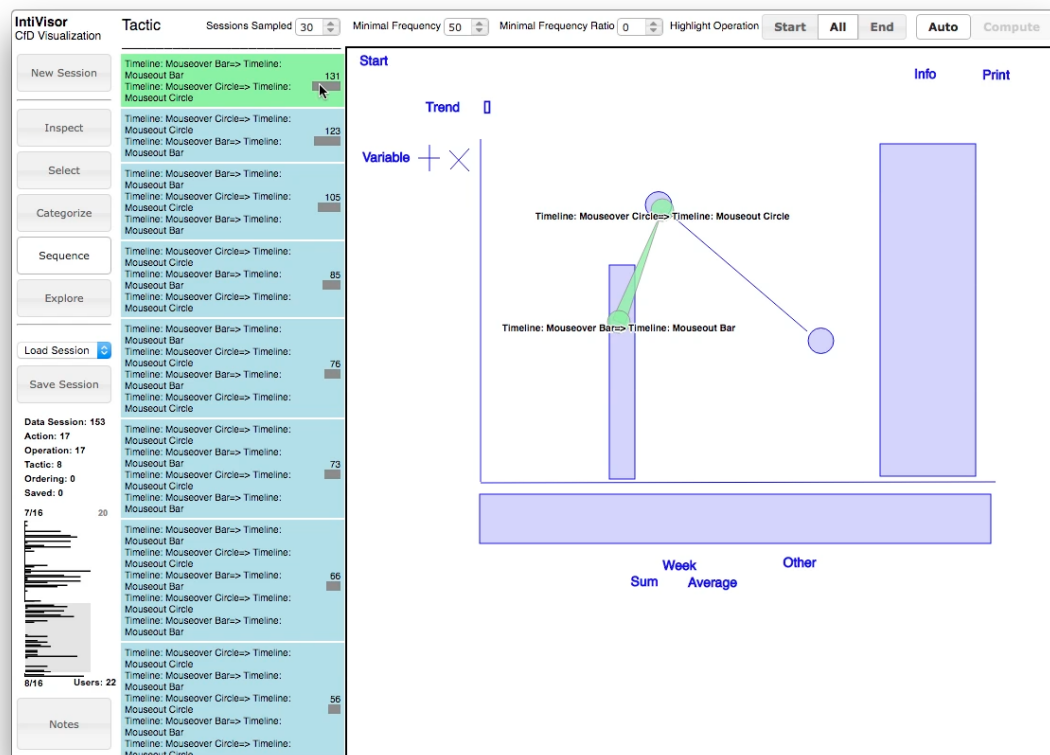 IntiVisor
CfD Visualization
Tactic
Sessions Sampled 30
Minimal Frequency 50
Minimal Frequency Ratio 0
Highlight Operation
Start
All
End
Auto
Compute
New Session
Inspect
Select
Categorize
Sequence
Explore
Load Session
Save Session
Data Session: 153
Action: 17
Operation: 17
Tactic: 8
Ordering: 0
Saved: 0
7/16 20
8/16 Users: 22
Notes
Timeline: Mouseover Bar=> Timeline:
Mouseout Bar
131
Timeline: Mouseover Circle=> Timeline:
Mouseout Circle
Timeline: Mouseover Circle=> Timeline:
Mouseout Circle
123
Timeline: Mouseover Bar=> Timeline:
Mouseout Bar
Timeline: Mouseover Bar=> Timeline:
Mouseout Bar
Timeline: Mouseover Circle=> Timeline:
105
Mouseout Circle
Timeline: Mouseover Bar=> Timeline:
Mouseout Bar
Timeline: Mouseover Circle=> Timeline:
Mouseout Circle
Timeline: Mouseover Bar=> Timeline:
85
Mouseout Bar
Timeline: Mouseover Circle=> Timeline:
Mouseout Circle
Timeline: Mouseover Bar=> Timeline:
Mouseout Bar
Timeline: Mouseover Circle=> Timeline:
Mouseout Circle
76
Timeline: Mouseover Bar=> Timeline:
Mouseout Bar
Timeline: Mouseover Circle=> Timeline:
Mouseout Circle
Timeline: Mouseover Circle=> Timeline:
Mouseout Circle
Timeline: Mouseover Bar=> Timeline:
Mouseout Bar
73
Timeline: Mouseover Circle=> Timeline:
Mouseout Circle
Timeline: Mouseover Bar=> Timeline:
Mouseout Bar
Timeline: Mouseover Bar=> Timeline:
Mouseout Bar
Timeline: Mouseover Circle=> Timeline:
Mouseout Circle
Timeline: Mouseover Bar=> Timeline:
66
Mouseout Bar
Timeline: Mouseover Circle=> Timeline:
Mouseout Circle
Timeline: Mouseover Bar=> Timeline:
Mouseout Bar
Timeline: Mouseover Circle=> Timeline:
Mouseout Circle
Timeline: Mouseover Bar=> Timeline:
Mouseout Bar
Timeline: Mouseover Circle=> Timeline:
56
Mouseout Circle
Timeline: Mouseover Bar=> Timeline:
Mouseout Bar
Timeline: Mouseover Circle=> Timeline:
Mouseout Circle
Start
Info
Print
Trend
Variable
Timeline: Mouseover Circle=> Timeline: Mouseout Circle
Timeline: Mouseover Bar=> Timeline: Mouseout Bar
Week
Other
Sum
Average